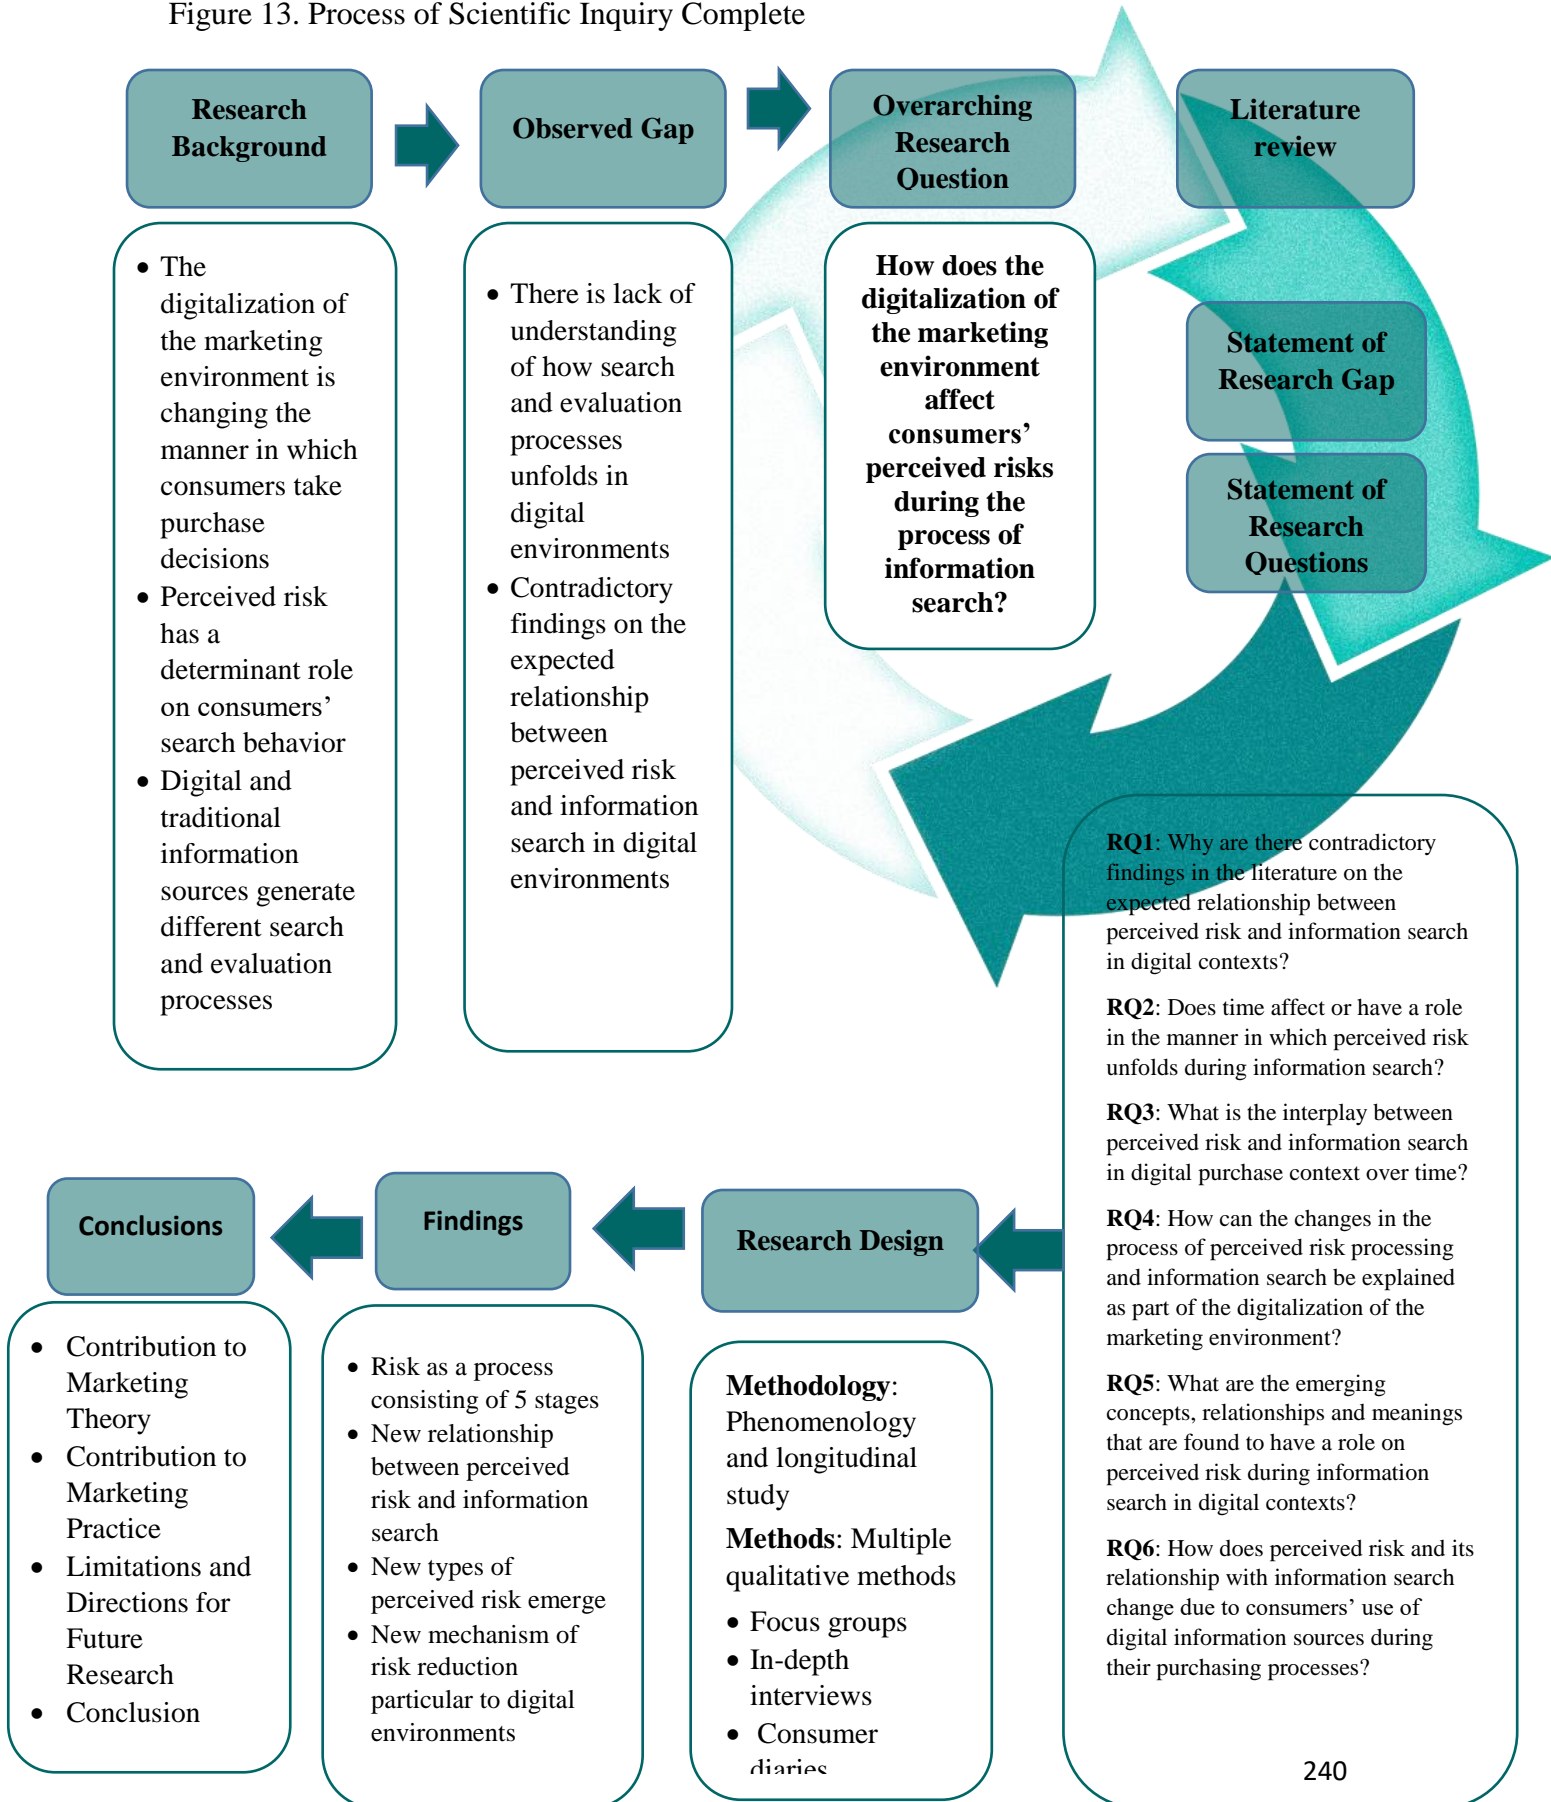 Figure 13. Process of Scientific Inquiry Complete
Research
Background
Observed Gap
Overarching
Research
Question
Literature
review
• The
digitalization of
the marketing
environment is
changing the
manner in which
consumers take
purchase
decisions
• Perceived risk
has a
determinant role
on consumers’
search behavior
• Digital and
traditional
information
sources generate
different search
and evaluation
processes
• There is lack of
understanding
of how search
and evaluation
processes
unfolds in
digital
environments
• Contradictory
findings on the
expected
relationship
between
perceived risk
and information
search in digital
environments
How does the
digitalization of
the marketing
environment
affect
consumers’
perceived risks
during the
process of
information
search?
Statement of
Research Gap
Statement of
Research
Questions
RQ1: Why are there contradictory
findings in the literature on the
expected relationship between
perceived risk and information search
in digital contexts?
RQ2: Does time affect or have a role
in the manner in which perceived risk
unfolds during information search?
RQ3: What is the interplay between
perceived risk and information search
in digital purchase context over time?
RQ4: How can the changes in the
process of perceived risk processing
and information search be explained
as part of the digitalization of the
marketing environment?
RQ5: What are the emerging
concepts, relationships and meanings
that are found to have a role on
perceived risk during information
search in digital contexts?
RQ6: How does perceived risk and its
relationship with information search
change due to consumers’ use of
digital information sources during
their purchasing processes?
Research Design
Methodology:
Phenomenology
and longitudinal
study
Methods: Multiple
qualitative methods
• Focus groups
• In-depth
interviews
• Consumer
diaries
Findings
• Risk as a process
consisting of 5 stages
• New relationship
between perceived
risk and information
search
• New types of
perceived risk emerge
• New mechanism of
risk reduction
particular to digital
environments
Conclusions
• Contribution to
Marketing
Theory
• Contribution to
Marketing
Practice
• Limitations and
Directions for
Future
Research
• Conclusion
240